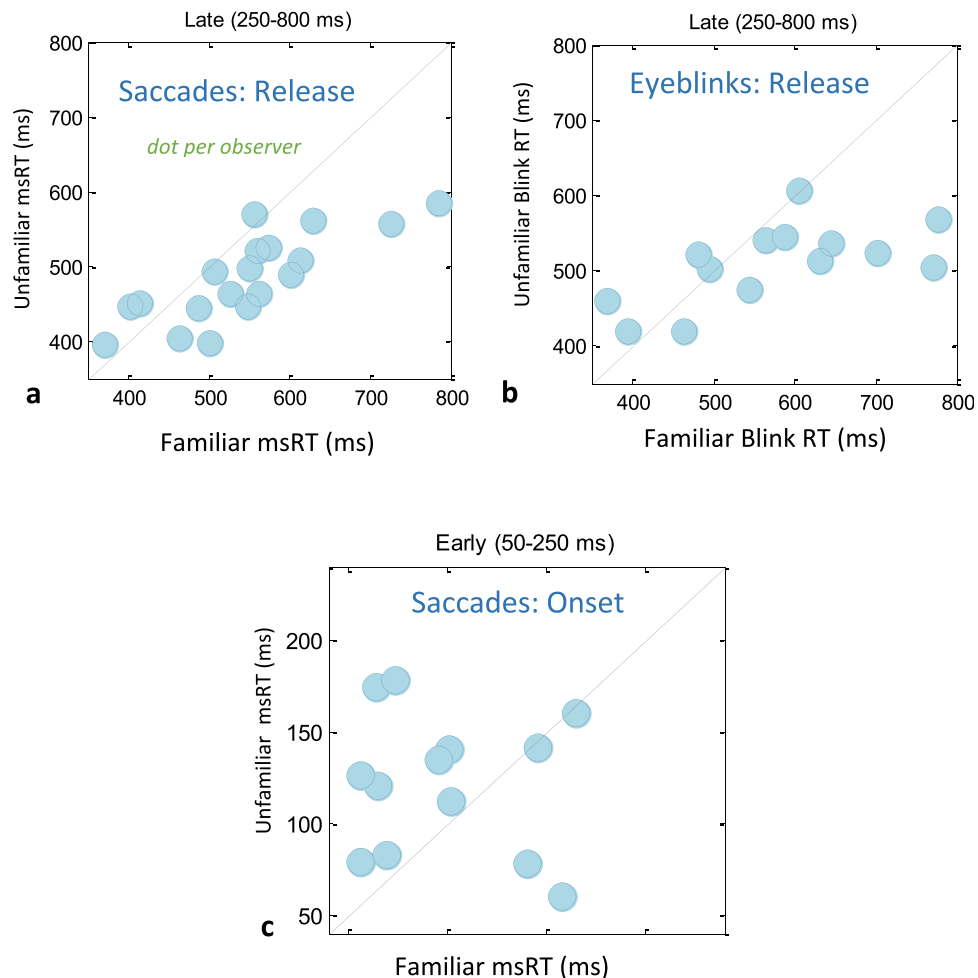 Late (250-800 ms)
800
700
600
500
400
Unfamiliar msRT (ms)
Saccades: Release
dot per observer
400 500 600 700 800
a
Familiar msRT (ms)
Late (250-800 ms)
800
700
600
500
400
Unfamiliar Blink RT (ms)
Eyeblinks: Release
400 500 600 700 800
b
Familiar Blink RT (ms)
Early (50-250 ms)
Saccades: Onset
200
150
100
50
Unfamiliar msRT (ms)
c
Familiar msRT (ms)